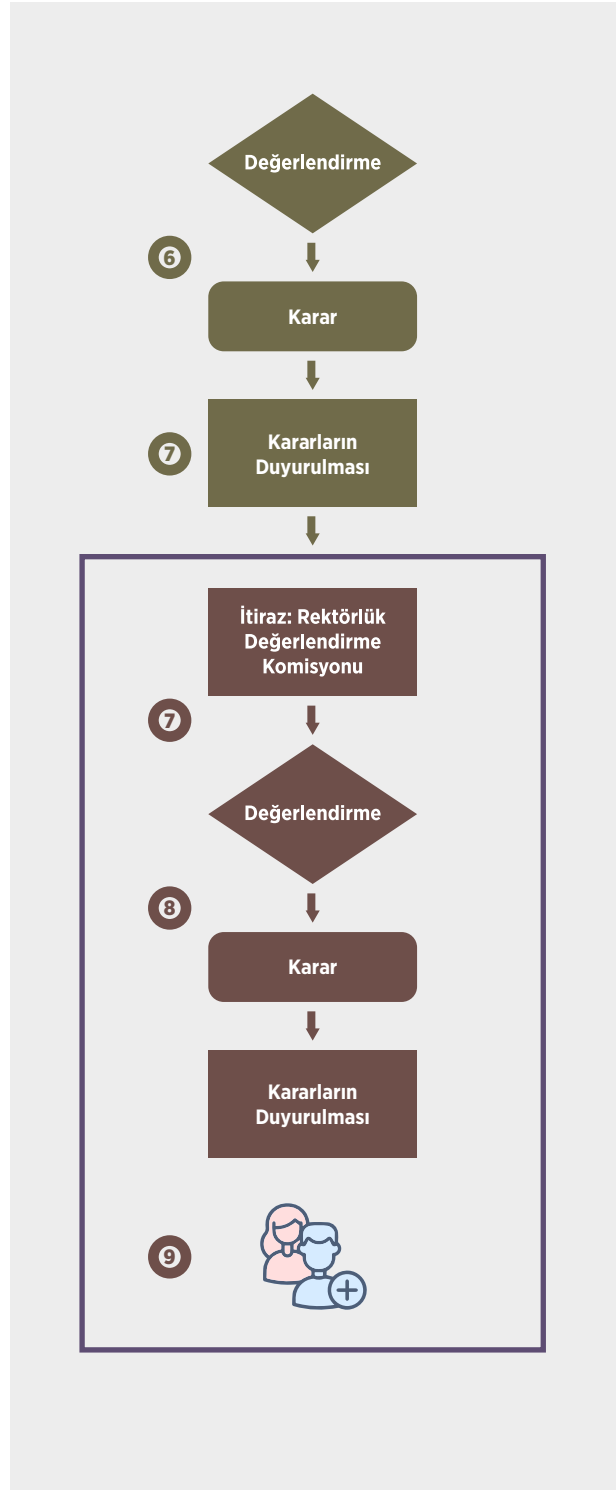 Değerlendirme
6
Karar
7
Kararların
Duyurulması
İtiraz: Rektörlük
Değerlendirme
Komisyonu
7
Değerlendirme
8
Karar
Kararların
Duyurulması
9